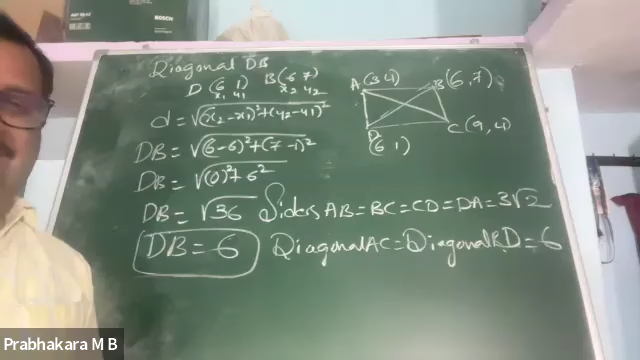 BOSCH
Diagonal DB
D (6, 1) B(6 7)
x1 y1 x2 y2
d = √(x2-x1)²+(y2-y1)²
DB = √(6-6)²+(7-1)²
DB = √(0)²+6²
DB = √36
DB = 6
A(34) B(6,7)
D (6 1) C(9,4)
Sides AB=BC=CD=DA=3√2
Diagonal AC=Diagonal BD=6
Prabhakara M B